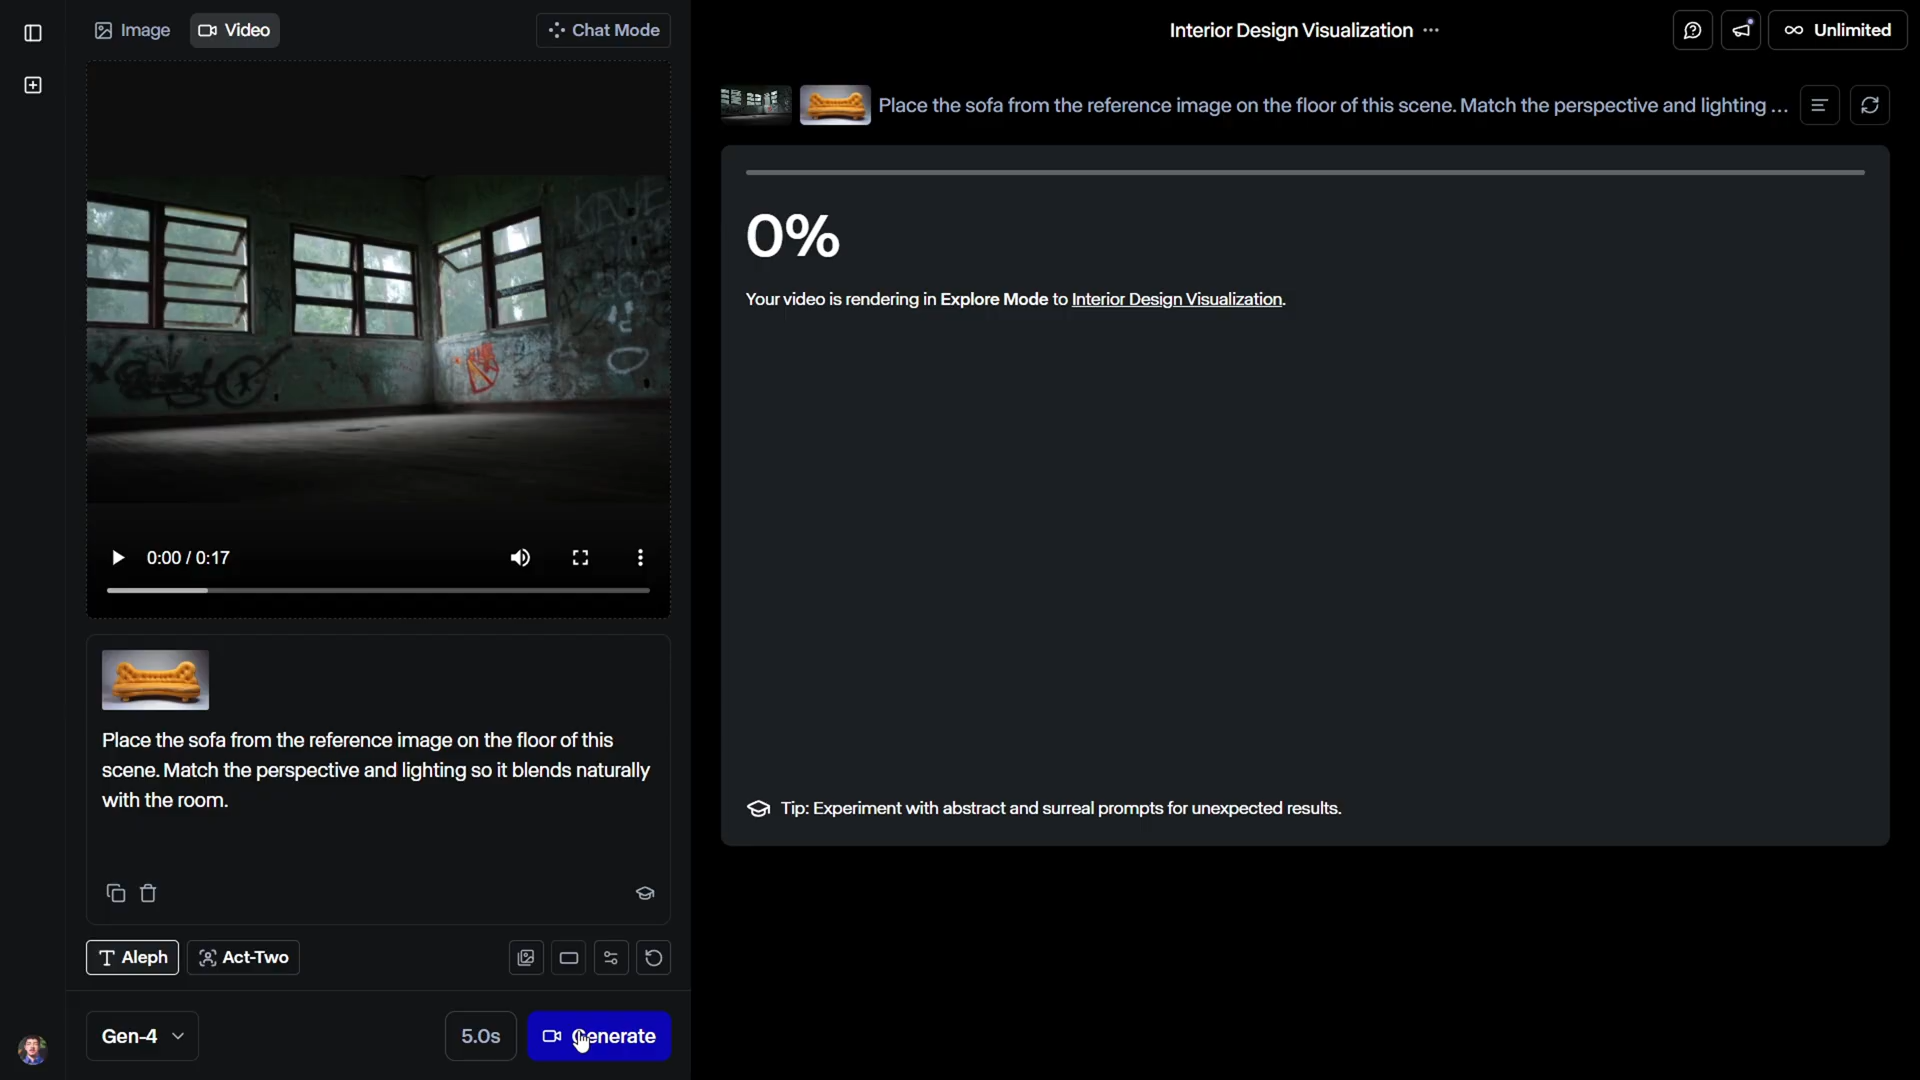 Image
Video
Chat Mode
Interior Design Visualization ...
Unlimited
Place the sofa from the reference image on the floor of this scene. Match the perspective and lighting ...
0%
Your video is rendering in Explore Mode to Interior Design Visualization.
0:00 / 0:17
Place the sofa from the reference image on the floor of this
scene. Match the perspective and lighting so it blends naturally
with the room.
Tip: Experiment with abstract and surreal prompts for unexpected results.
Aleph
Act-Two
Gen-4
5.0s
Generate